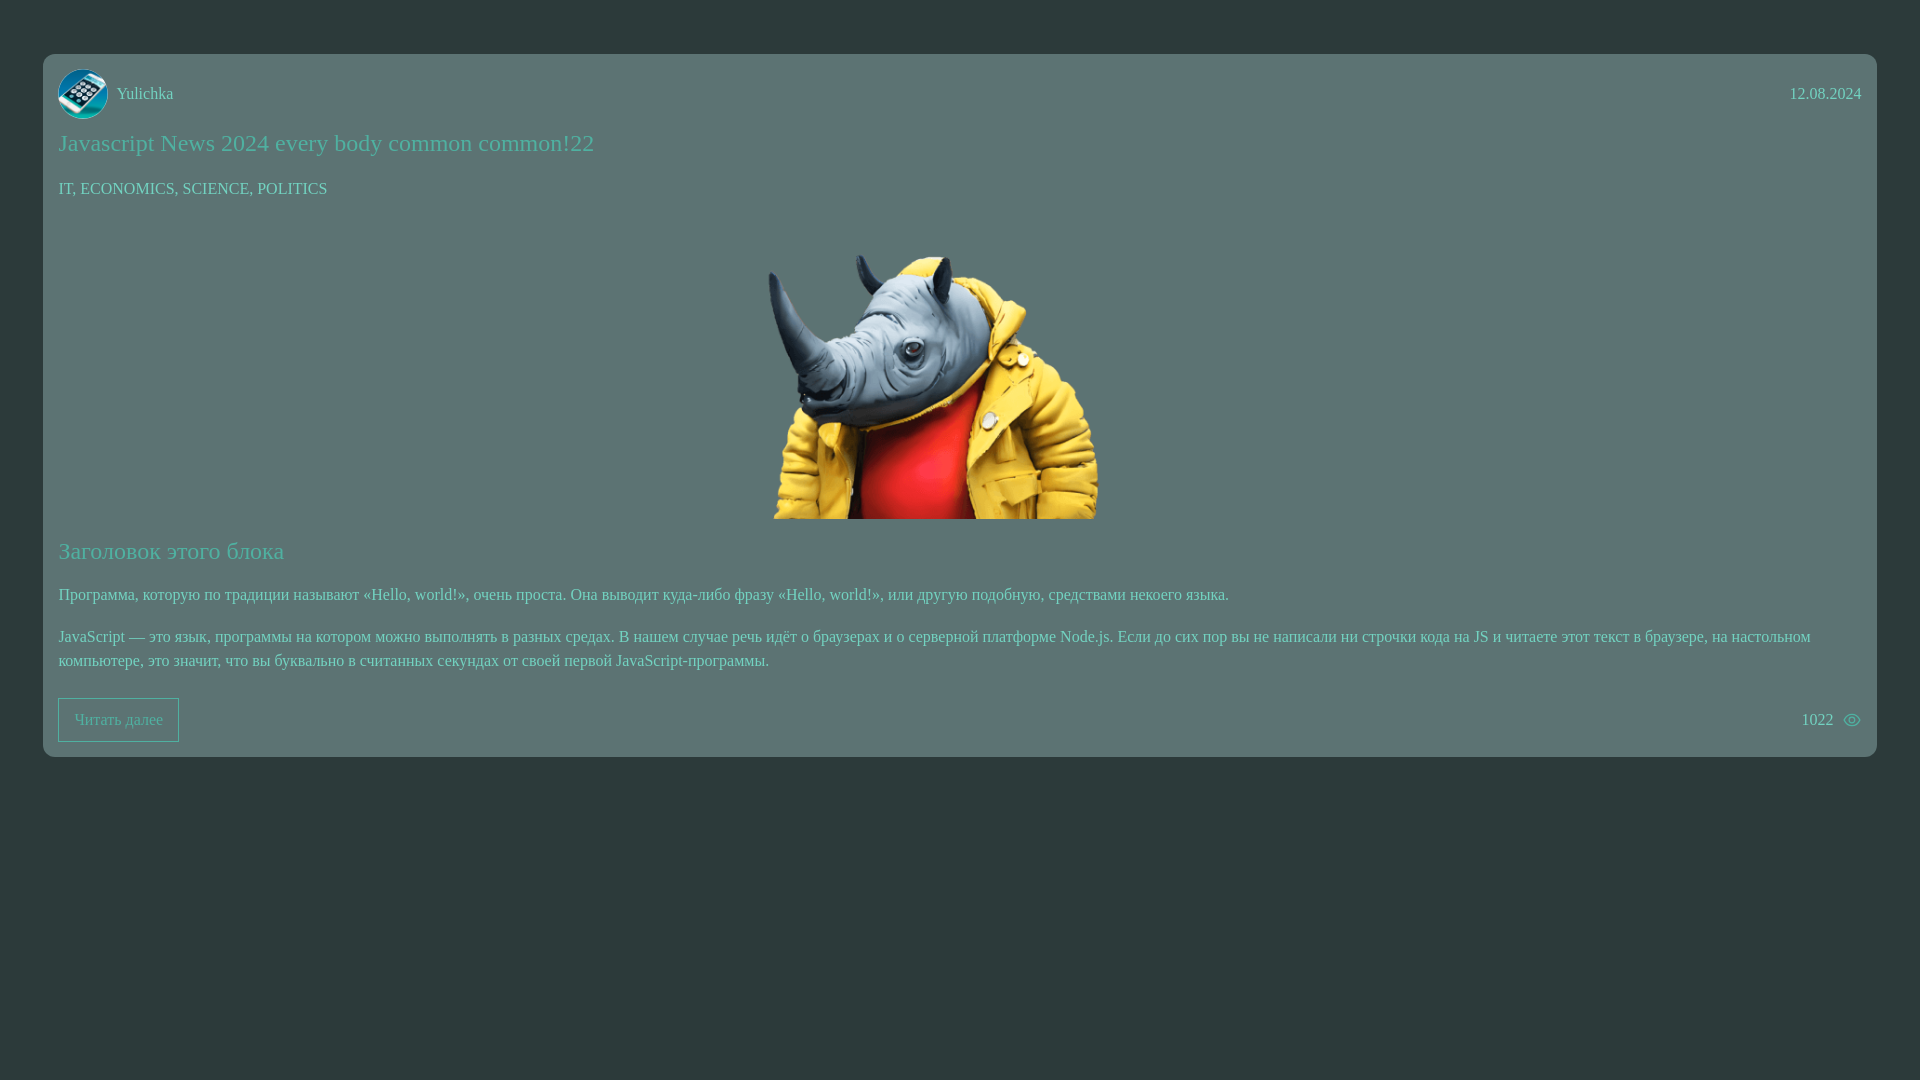 Yulichka
12.08.2024
Javascript News 2024 every body common common!22
IT, ECONOMICS, SCIENCE, POLITICS
Заголовок этого блока
Программа, которую по традиции называют «Hello, world!», очень проста. Она выводит куда-либо фразу «Hello, world!», или другую подобную, средствами некоего языка.
JavaScript — это язык, программы на котором можно выполнять в разных средах. В нашем случае речь идёт о браузерах и о серверной платформе Node.js. Если до сих пор вы не написали ни строчки кода на JS и читаете этот текст в браузере, на настольном
компьютере, это значит, что вы буквально в считанных секундах от своей первой JavaScript-программы.
Читать далее
1022